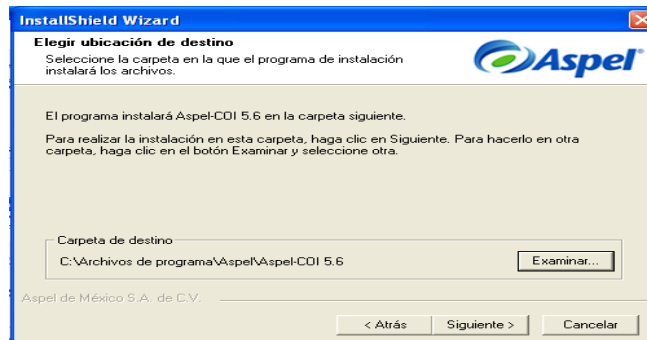 InstallShield Wizard
Elegir ubicación de destino
Seleccione la carpeta en la que el programa de instalación
instalará los archivos.
Aspel
El programa instalará Aspel-COI 5.6 en la carpeta siguiente.
Para realizar la instalación en esta carpeta, haga clic en Siguiente. Para hacerlo en otra
carpeta, haga clic en el botón Examinar y seleccione otra.
Carpeta de destino
C:\Archivos de programa\Aspel\Aspel-COI 5.6
Examinar...
Aspel de México S.A. de C.V.
< Atrás
Siguiente >
Cancelar